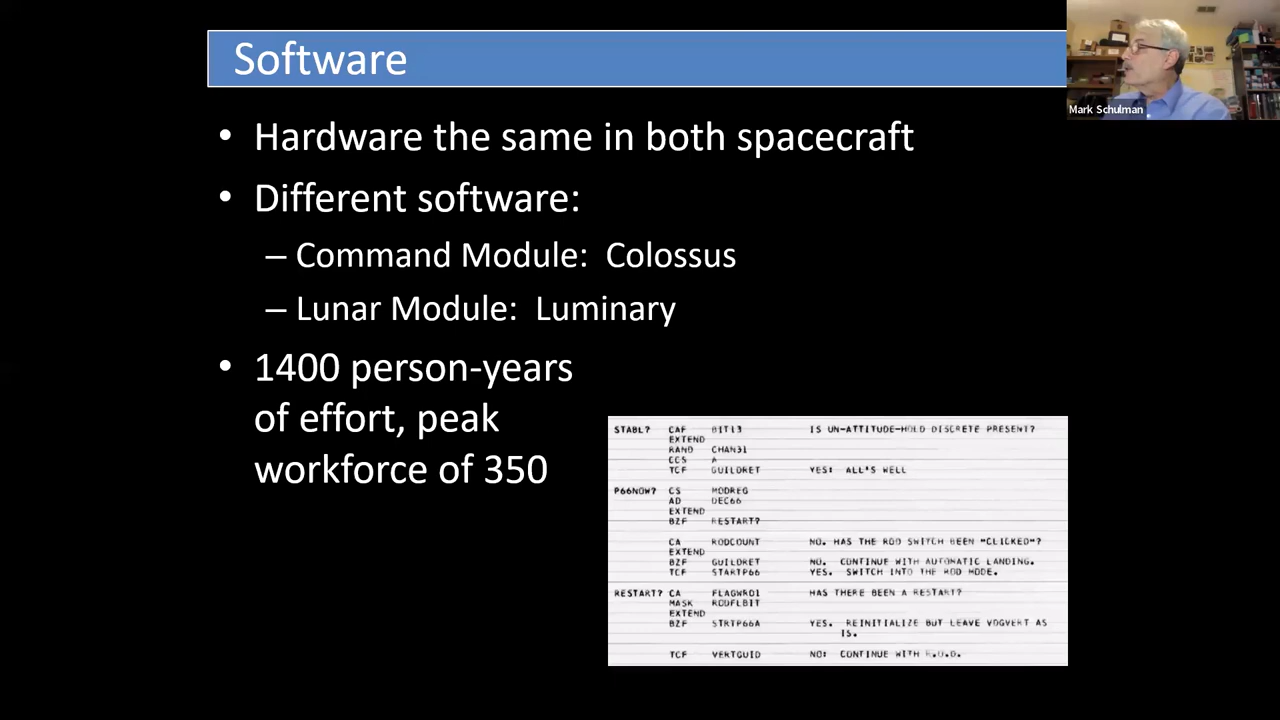 Software
Mark Schulman
• Hardware the same in both spacecraft
• Different software:
– Command Module: Colossus
– Lunar Module: Luminary
• 1400 person-years
of effort, peak
workforce of 350
STABL? CAF BIT13 IS UN-ATTITUDE-HOLD DISCRETE PRESENT?
EXTEND
RAND CHAN31
CCS A
TCF GUILDRET YES: ALL'S WELL
P66NOW? CS MODREG
AD DEC66
EXTEND
BZF RESTART?
CA RODCOUNT NO. HAS THE ROD SWITCH BEEN "CLICKED"?
EXTEND
BZF GUILDRET NO. CONTINUE WITH AUTOMATIC LANDING.
TCF STARTP66 YES. SWITCH INTO THE ROD MODE.
RESTART? CA FLAGWRD1 HAS THERE BEEN A RESTART?
MASK RODFLBIT
EXTEND
BZF STRTP66A YES. REINITIALIZE BUT LEAVE VDGVERT AS
IS.
TCF VERTGUID NO: CONTINUE WITH R.O.D.